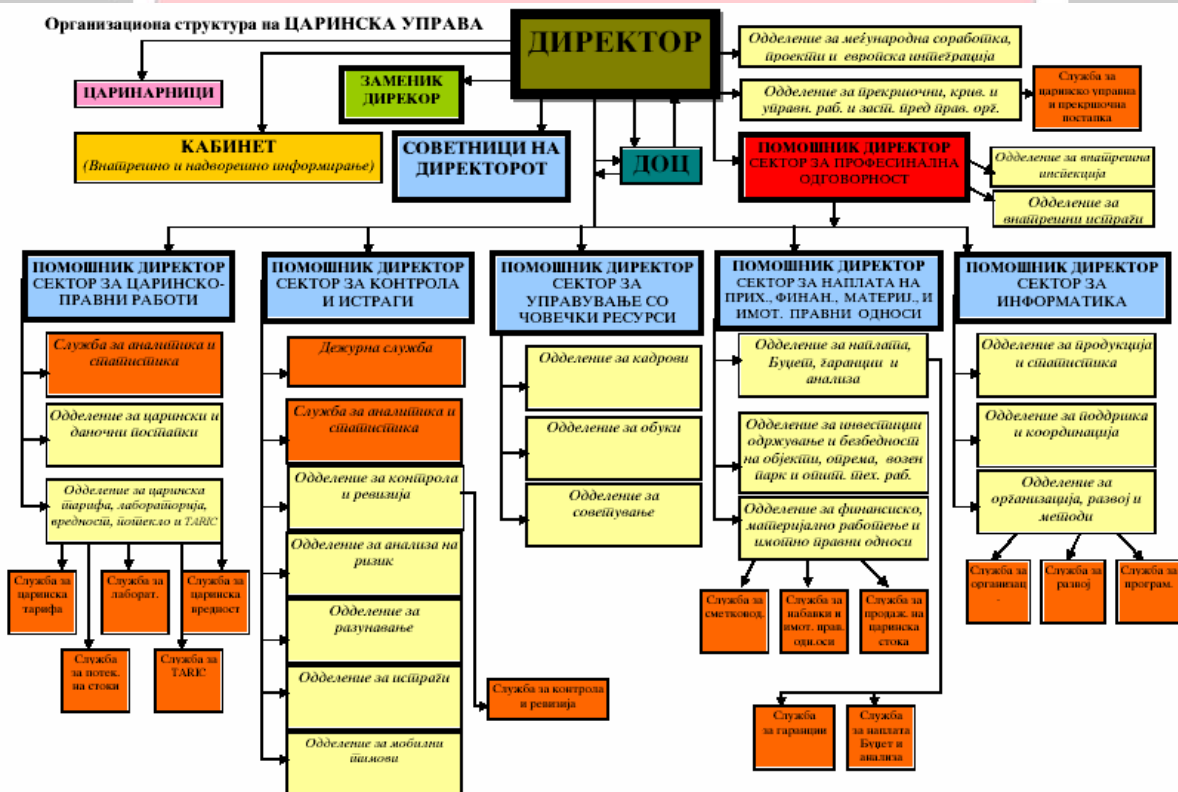 Организациона структура на ЦАРИНСКА УПРАВА
ДИРЕКТОР
Одделение за меѓународна соработка,
проекти и европска интеграција
ЦАРИНАРНИЦИ
ЗАМЕНИК
ДИРЕКОР
Одделение за прекршочни, крив. и
управн. раб. и заст. пред прав. орг.
Служба за
царинско управна
и прекршочна
постапка
КАБИНЕТ
(Внатрешно и надворешно информирање)
СОВЕТНИЦИ НА
ДИРЕКТОРОТ
ДОЦ
ПОМОШНИК ДИРЕКТОР
СЕКТОР ЗА ПРОФЕСИНАЛНА
ОДГОВОРНОСТ
Одделение за внатрешна
инспекција
Одделение за
внатрешни истраги
ПОМОШНИК ДИРЕКТОР
СЕКТОР ЗА ЦАРИНСКО-
ПРАВНИ РАБОТИ
Служба за аналитика и
статистика
Одделение за царински и
даночни постапки
Одделение за царинска
тарифа, лабораторија,
вредност, потекло и TARIC
Служба за
царинска
тарифа
Служба за
лаборат.
Служба за
царинска
вредност
Служба
за потек.
на стоки
Служба за
TARIC
ПОМОШНИК ДИРЕКТОР
СЕКТОР ЗА КОНТРОЛА
И ИСТРАГИ
Дежурна служба
Служба за аналитика и
статистика
Одделение за контрола
и ревизија
Одделение за анализа на
ризик
Одделение за
разунавање
Одделение за истраги
Одделение за мобилни
тимови
Служба за контрола
и ревизија
ПОМОШНИК ДИРЕКТОР
СЕКТОР ЗА
УПРАВУВАЊЕ СО
ЧОВЕЧКИ РЕСУРСИ
Одделение за кадрови
Одделение за обуки
Одделение за
советување
ПОМОШНИК ДИРЕКТОР
СЕКТОР ЗА НАПЛАТА НА
ПРИХ., ФИНАН., МАТЕРИЈ., И
ИМОТ. ПРАВНИ ОДНОСИ
Одделение за наплата,
Буџет, гаранции и
анализа
Одделение за инвестиции
одржување и безбедност
на објекти, опрема, возен
парк и општ. тех. раб.
Одделение за финансиско,
материјално работење и
имотно правни односи
Служба за
сметковод.
Служба за
набавки и
имот. прав.
одн.оси
Служба за
продаж. на
царинска
стока
Служба
за гаранции
Служба
за наплата
Буџет и
анализа
ПОМОШНИК ДИРЕКТОР
СЕКТОР ЗА
ИНФОРМАТИКА
Одделение за продукција
и статистика
Одделение за поддршка
и координација
Одделение за
организација, развој и
методи
Служба за
организац
.
Служба за
развој
Служба за
програм.